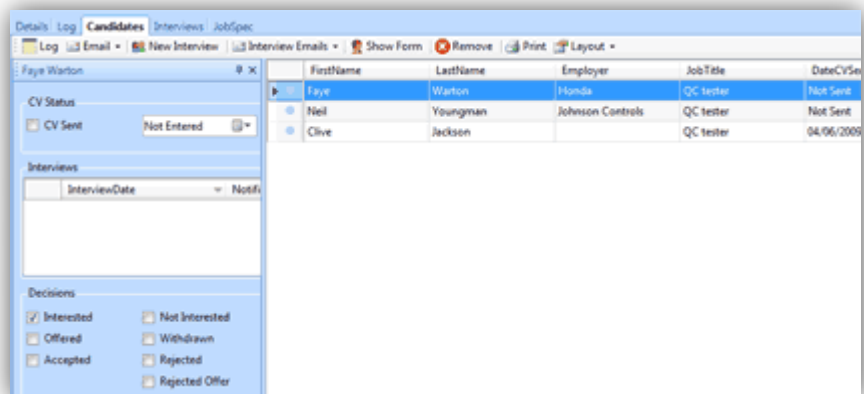 Details Log Candidates Interviews JobSpec
Log Email New Interview Interview Emails Show Form Remove Print Layout
Faye Warton
CV Status
CV Sent Not Entered
Interviews
InterviewDate Notifi
Decisions
Interested Not Interested
Offered Withdrawn
Accepted Rejected
Rejected Offer
FirstName LastName Employer JobTitle DateCVSe
Faye Warton Honda QC tester Not Sent
Neil Youngman Johnson Controls QC tester Not Sent
Clive Jackson QC tester 04/06/2009